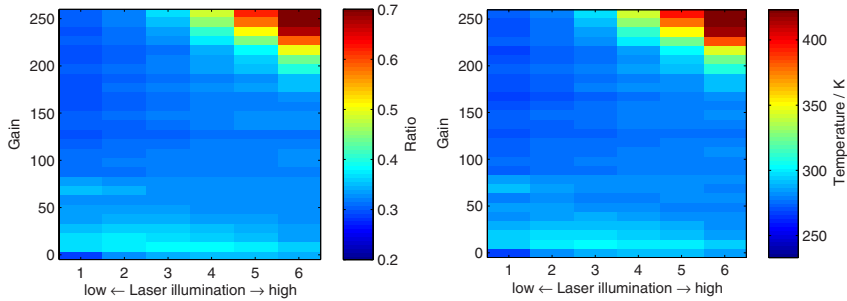 250
200
150
100
50
0
Gain
1 2 3 4 5 6
low ← Laser illumination → high
0.7
0.6
0.5
0.4
0.3
0.2
Ratio
250
200
150
100
50
0
Gain
1 2 3 4 5 6
low ← Laser illumination → high
400
350
300
250
Temperature / K